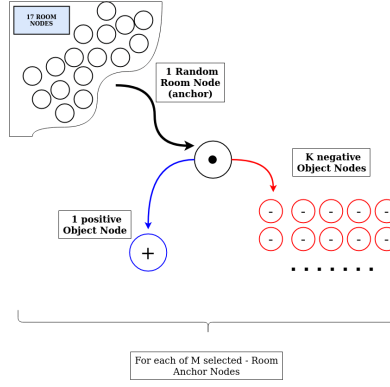 17 ROOM
NODES
1 Random
Room Node
(anchor)
K negative
Object Nodes
1 positive
Object Node
+
- - - - -
- - - - -
. . . . . . .
For each of M selected - Room
Anchor Nodes